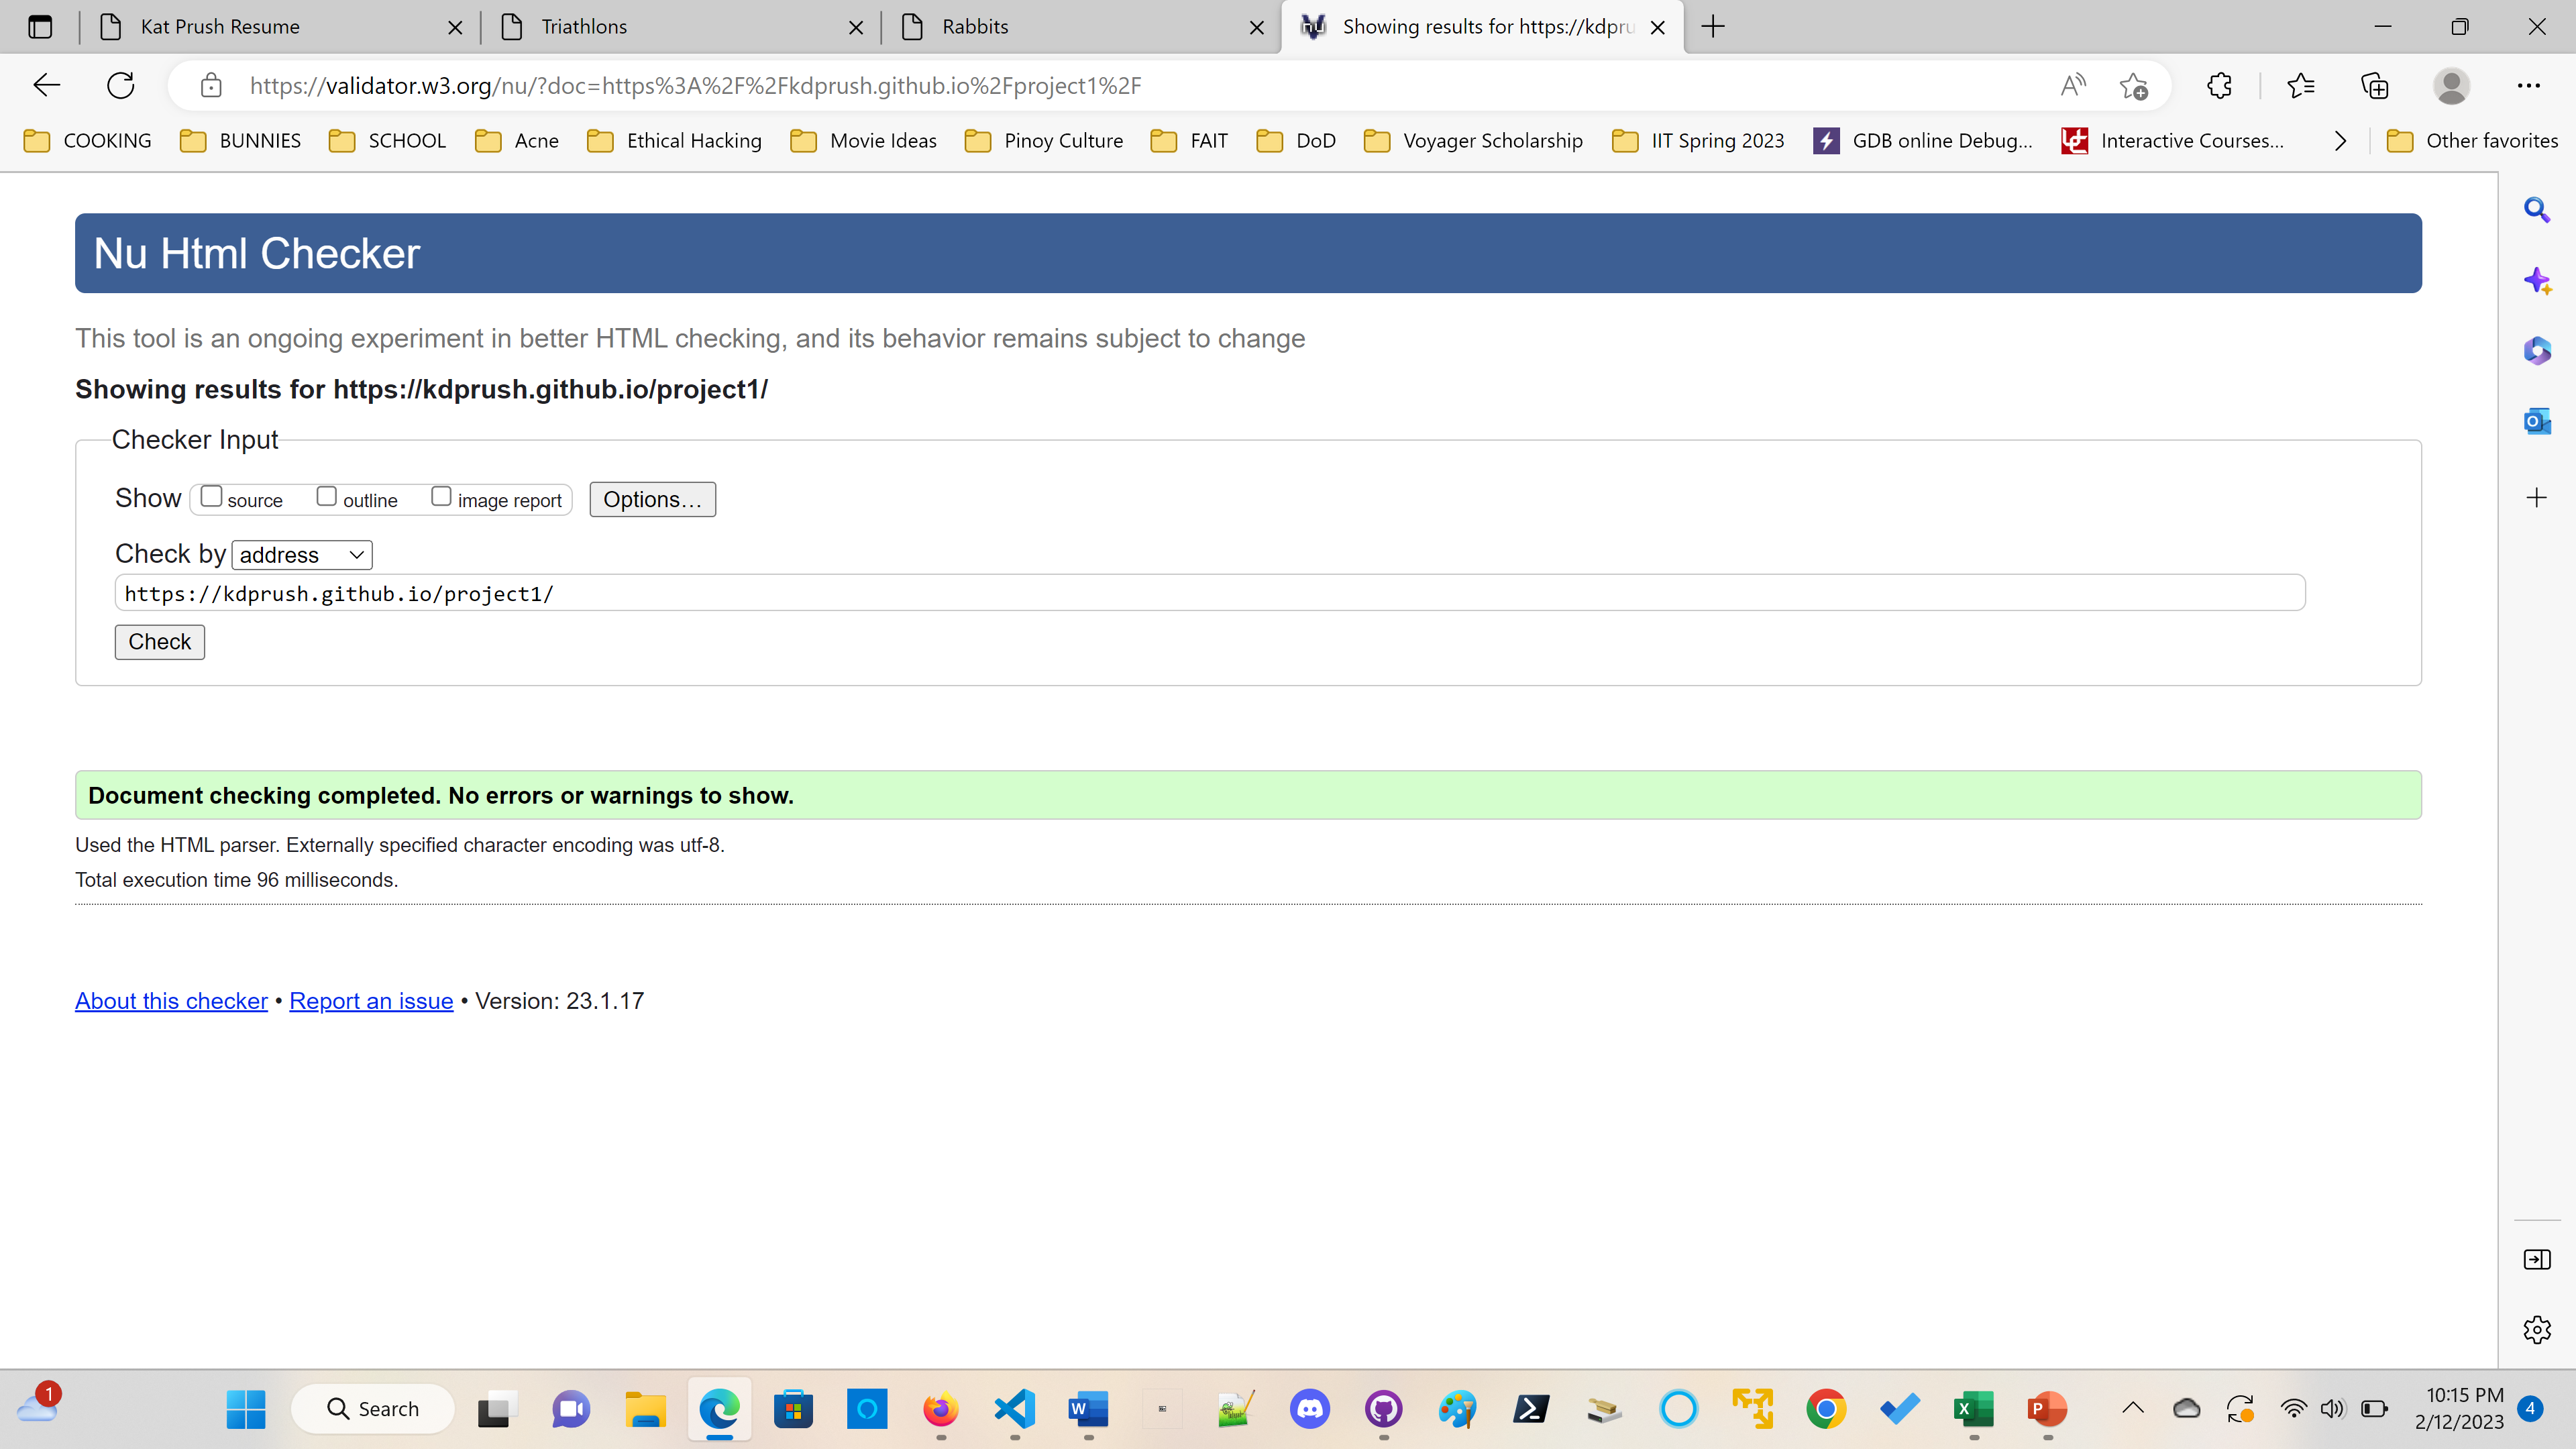 Kat Prush Resume
Triathlons
Rabbits
Showing results for https://kdpru
https://validator.w3.org/nu/?doc=https%3A%2F%2Fkdprush.github.io%2Fproject1%2F
COOKING
BUNNIES
SCHOOL
Acne
Ethical Hacking
Movie Ideas
Pinoy Culture
FAIT
DoD
Voyager Scholarship
IIT Spring 2023
GDB online Debug...
Interactive Courses...
Other favorites
Nu Html Checker
This tool is an ongoing experiment in better HTML checking, and its behavior remains subject to change
Showing results for https://kdprush.github.io/project1/
Checker Input
Show source outline image report Options...
Check by address
https://kdprush.github.io/project1/
Check
Document checking completed. No errors or warnings to show.
Used the HTML parser. Externally specified character encoding was utf-8.
Total execution time 96 milliseconds.
About this checker • Report an issue • Version: 23.1.17
1
Search
10:15 PM
2/12/2023
4